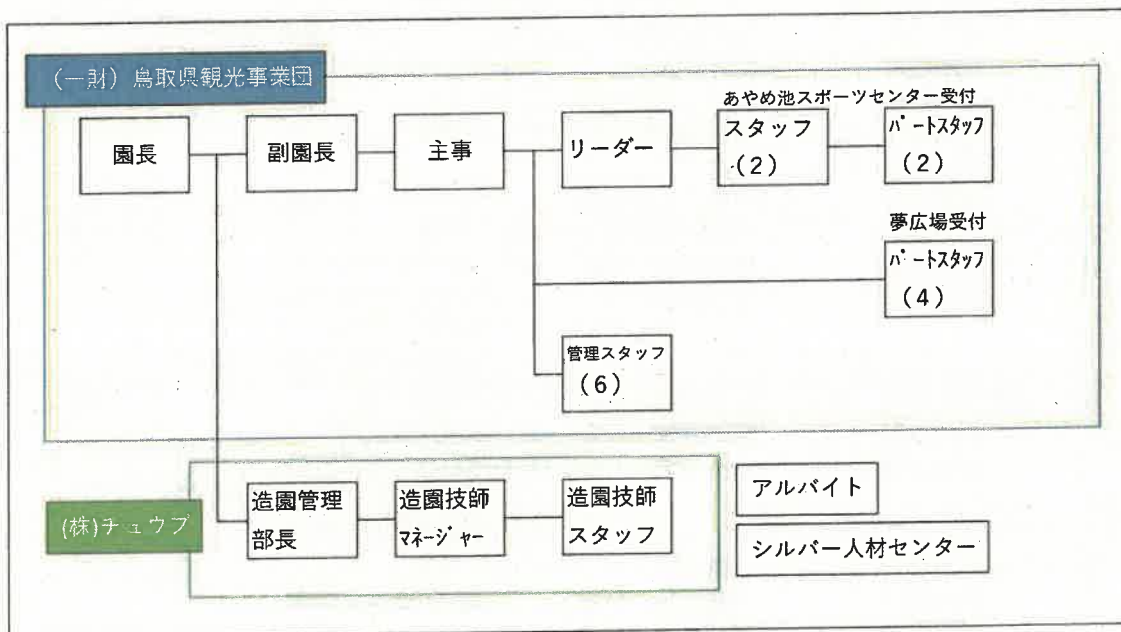 (一財)鳥取県観光事業団
園長
副園長
主事
リーダー
あやめ池スポーツセンター受付
スタッフ
(2)
パートスタッフ
(2)
夢広場受付
パートスタッフ
(4)
管理スタッフ
(6)
(株)チュウブ
造園管理
部長
造園技師
マネージャー
造園技師
スタッフ
アルバイト
シルバー人材センター